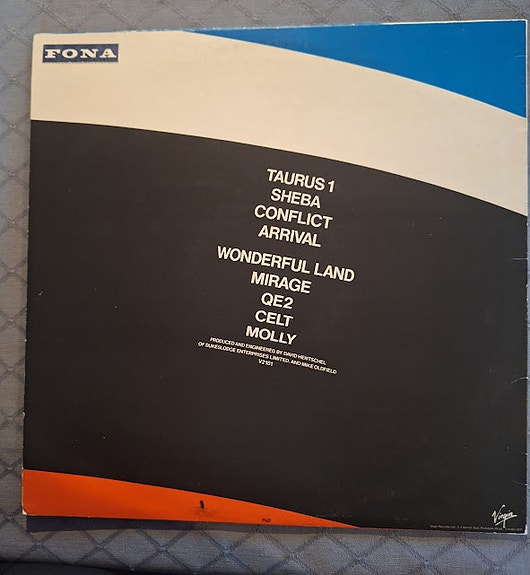 FONA
TAURUS 1
SHEBA
CONFLICT
ARRIVAL
WONDERFUL LAND
MIRAGE
QE2
CELT
MOLLY
PRODUCED AND ENGINEERED BY DAVID HENTSCHEL
OF DUKESLODGE ENTERPRISES LIMITED, AND MIKE OLDFIELD
V2181
Virgin